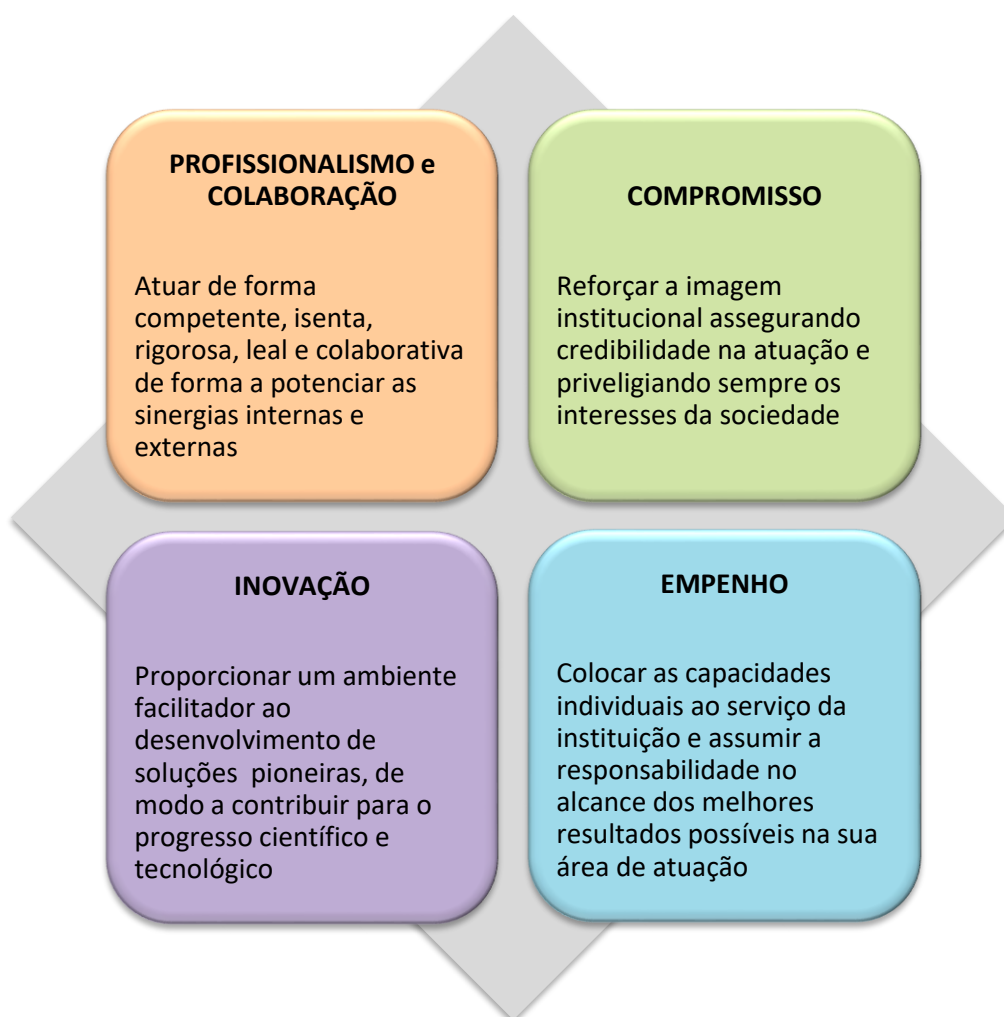 PROFISSIONALISMO e
COLABORAÇÃO
Atuar de forma
competente, isenta,
rigorosa, leal e colaborativa
de forma a potenciar as
sinergias internas e
externas
COMPROMISSO
Reforçar a imagem
institucional assegurando
credibilidade na atuação e
priveligiando sempre os
interesses da sociedade
INOVAÇÃO
Proporcionar um ambiente
facilitador ao
desenvolvimento de
soluções  pioneiras, de
modo a contribuir para o
progresso científico e
tecnológico
EMPENHO
Colocar as capacidades
individuais ao serviço da
instituição e assumir a
responsabilidade no
alcance dos melhores
resultados possíveis na sua
área de atuação